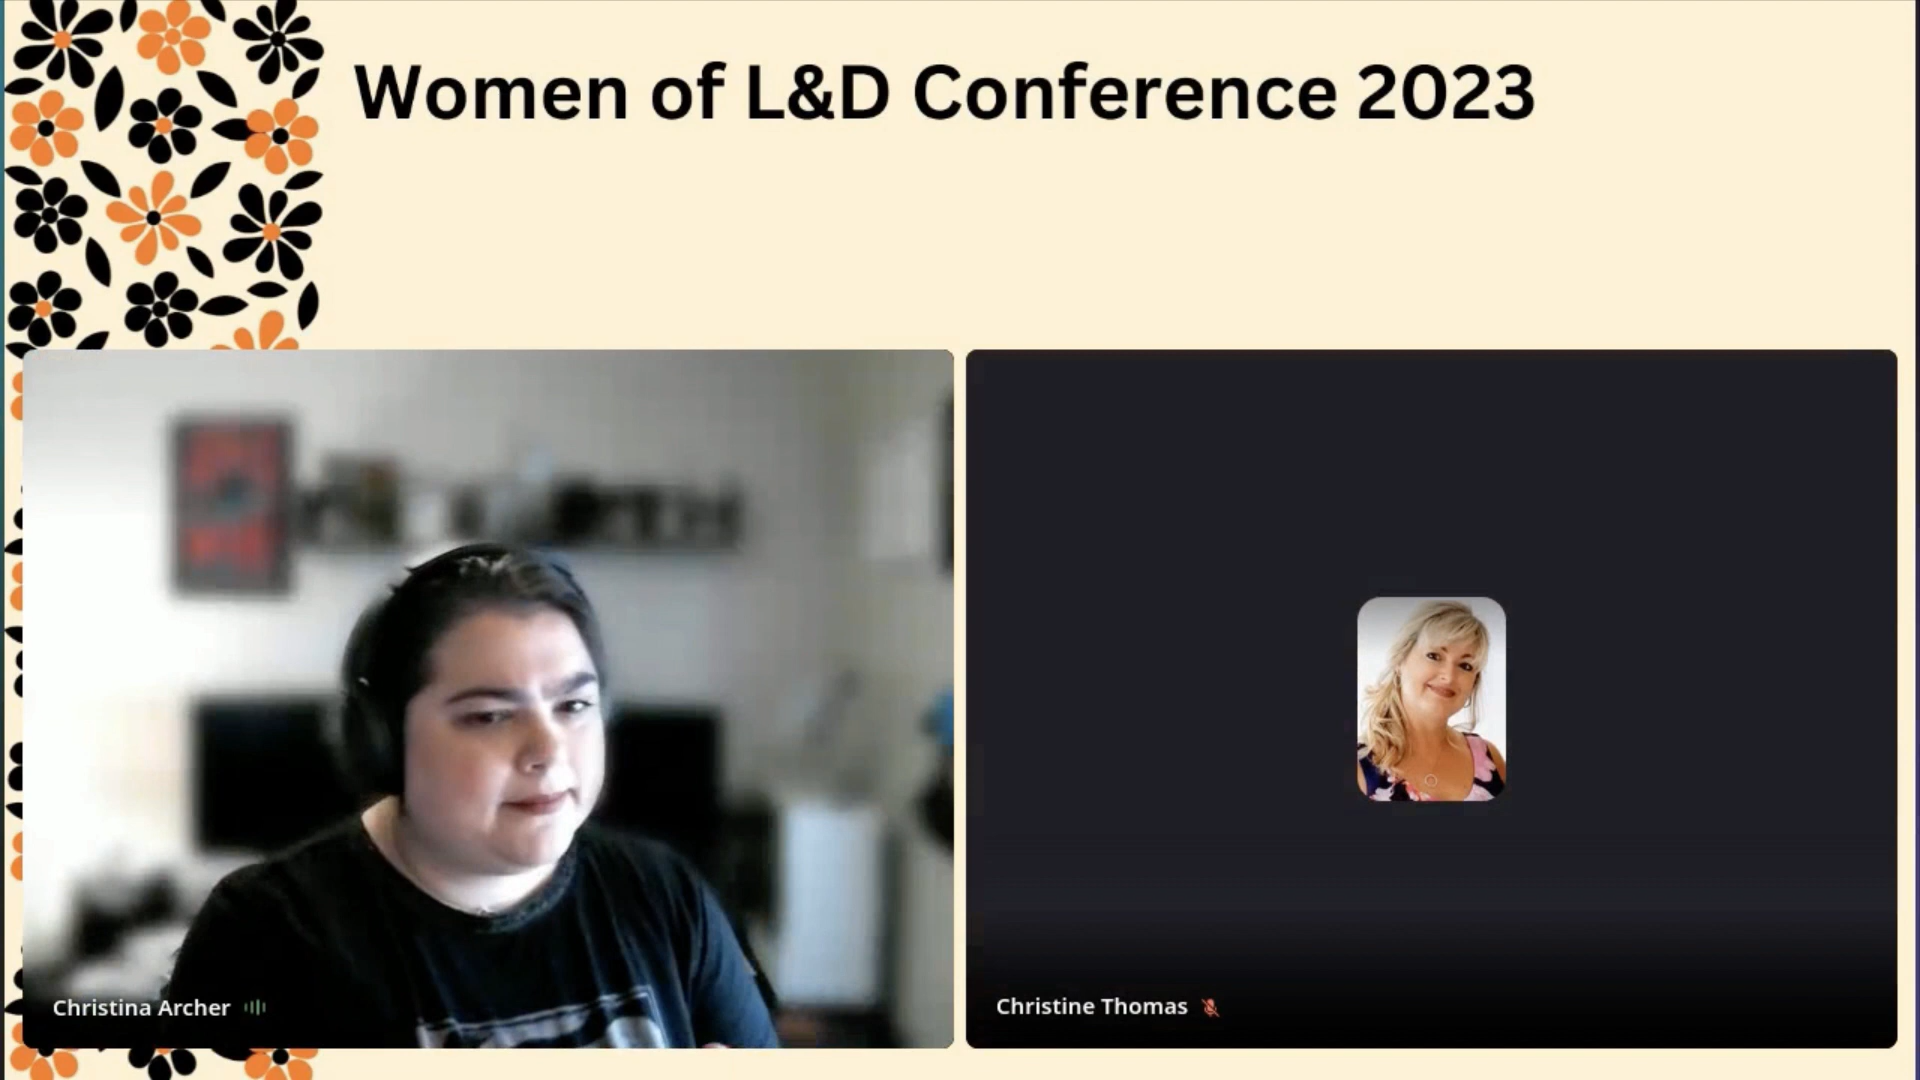 Women of L&D Conference 2023
Christina Archer
Christine Thomas